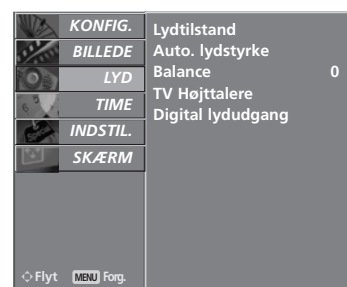 KONFIG.
BILLEDE
LYD
TIME
INDSTIL.
SKÆRM
Lydtilstand
Auto. lydstyrke
Balance 0
TV Højttalere
Digital lydudgang
Flyt MENU Forg.